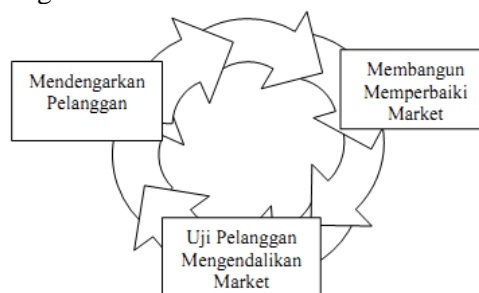 Mendengarkan
Pelanggan
Membangun
Memperbaiki
Market
Uji Pelanggan
Mengendalikan
Market